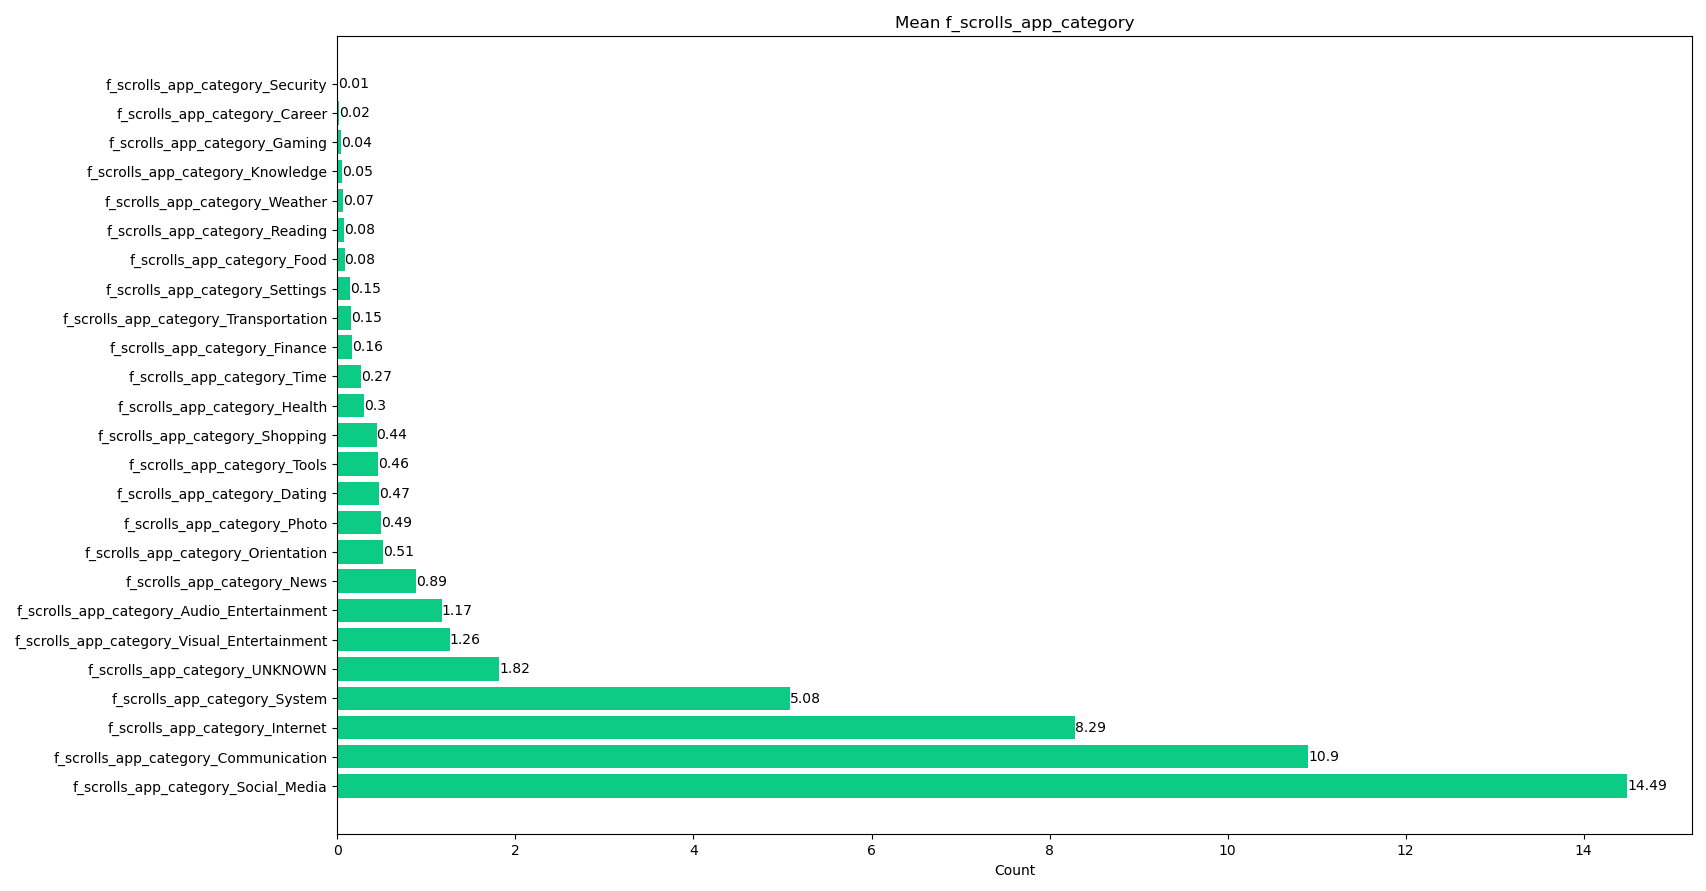 Mean f_scrolls_app_category
f_scrolls_app_category_Security 0.01
f_scrolls_app_category_Career 0.02
f_scrolls_app_category_Gaming 0.04
f_scrolls_app_category_Knowledge 0.05
f_scrolls_app_category_Weather 0.07
f_scrolls_app_category_Reading 0.08
f_scrolls_app_category_Food 0.08
f_scrolls_app_category_Settings 0.15
f_scrolls_app_category_Transportation 0.15
f_scrolls_app_category_Finance 0.16
f_scrolls_app_category_Time 0.27
f_scrolls_app_category_Health 0.3
f_scrolls_app_category_Shopping 0.44
f_scrolls_app_category_Tools 0.46
f_scrolls_app_category_Dating 0.47
f_scrolls_app_category_Photo 0.49
f_scrolls_app_category_Orientation 0.51
f_scrolls_app_category_News 0.89
f_scrolls_app_category_Audio_Entertainment 1.17
f_scrolls_app_category_Visual_Entertainment 1.26
f_scrolls_app_category_UNKNOWN 1.82
f_scrolls_app_category_System 5.08
f_scrolls_app_category_Internet 8.29
f_scrolls_app_category_Communication 10.9
f_scrolls_app_category_Social_Media 14.49
0 2 4 6 8 10 12 14
Count